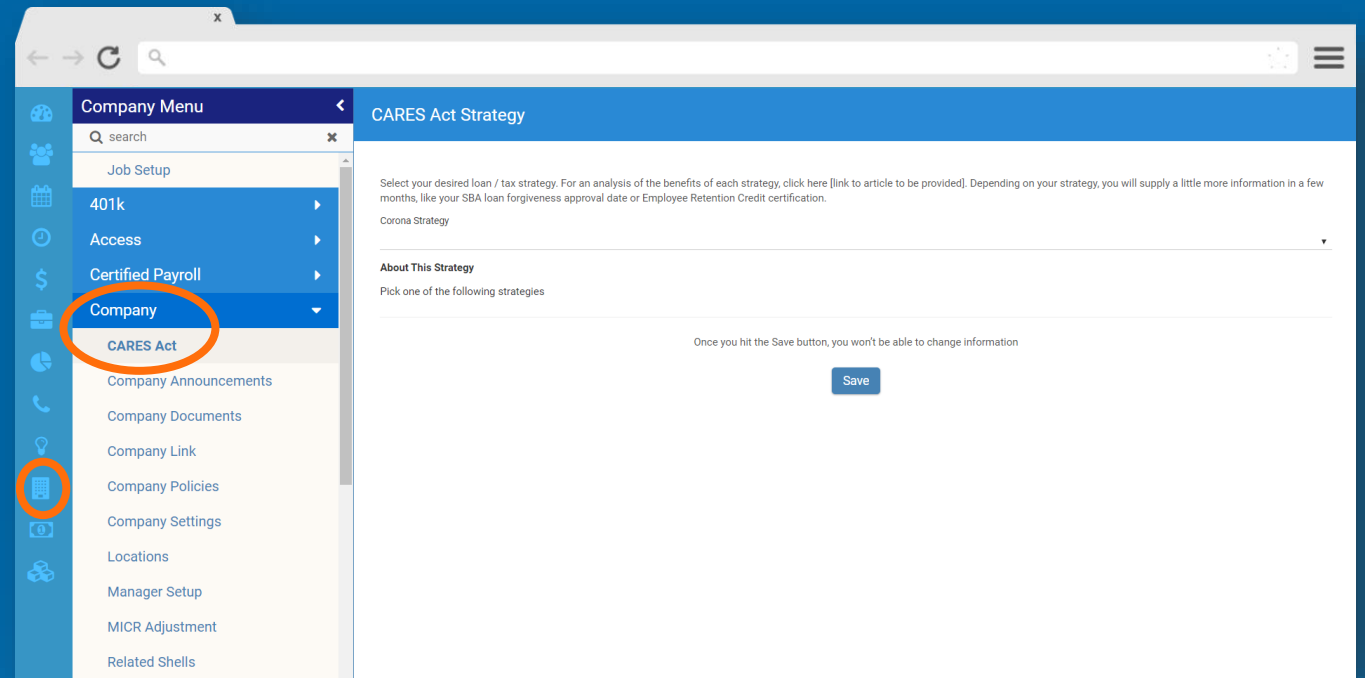 x
Company Menu
search
Job Setup
401k
Access
Certified Payroll
Company
CARES Act
Company Announcements
Company Documents
Company Link
Company Policies
Company Settings
Locations
Manager Setup
MICR Adjustment
Related Shells
CARES Act Strategy
Select your desired loan / tax strategy. For an analysis of the benefits of each strategy, click here [link to article to be provided]. Depending on your strategy, you will supply a little more information in a few
months, like your SBA loan forgiveness approval date or Employee Retention Credit certification.
Corona Strategy
About This Strategy
Pick one of the following strategies
Once you hit the Save button, you won't be able to change information
Save